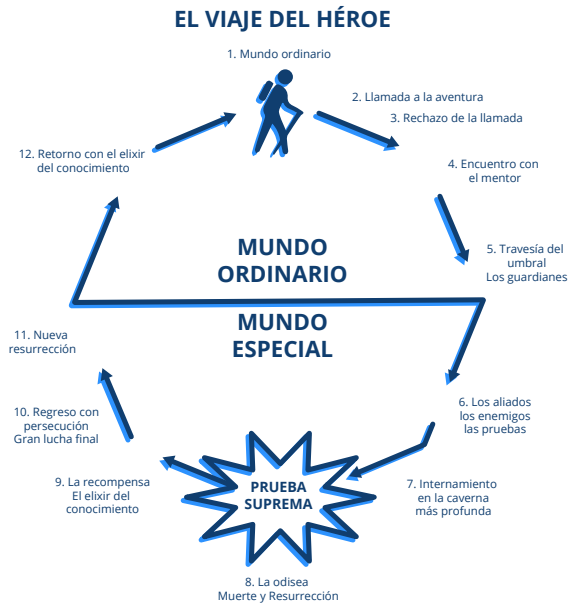 EL VIAJE DEL HÉROE
1. Mundo ordinario
2. Llamada a la aventura
3. Rechazo de la llamada
4. Encuentro con
el mentor
5. Travesía del
umbral
Los guardianes
MUNDO
ORDINARIO
MUNDO
ESPECIAL
6. Los aliados
los enemigos
las pruebas
7. Internamiento
en la caverna
más profunda
PRUEBA
SUPREMA
8. La odisea
Muerte y Resurrección
9. La recompensa
El elixir del
conocimiento
10. Regreso con
persecución
Gran lucha final
11. Nueva
resurrección
12. Retorno con el elixir
del conocimiento